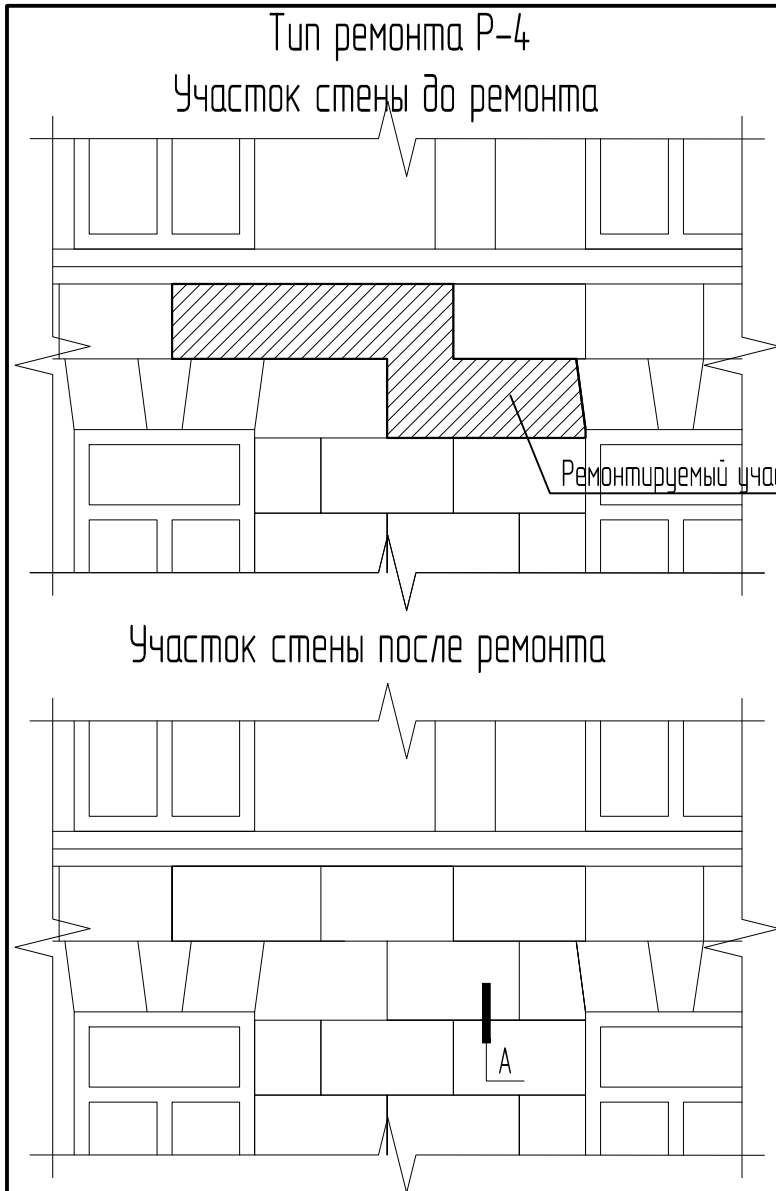 Тип ремонта Р-4
Участок стены до ремонта
Ремонтируемый учас
Участок стены после ремонта
А